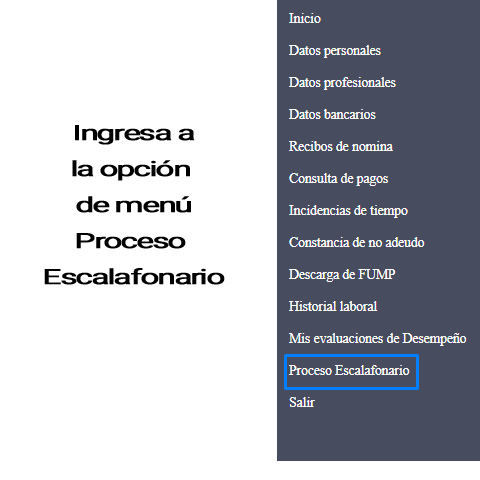 Ingresa a
la opción
de menú
Proceso
Escalafonario
Inicio
Datos personales
Datos profesionales
Datos bancarios
Recibos de nomina
Consulta de pagos
Incidencias de tiempo
Constancia de no adeudo
Descarga de FUMP
Historial laboral
Mis evaluaciones de Desempeño
Proceso Escalafonario
Salir